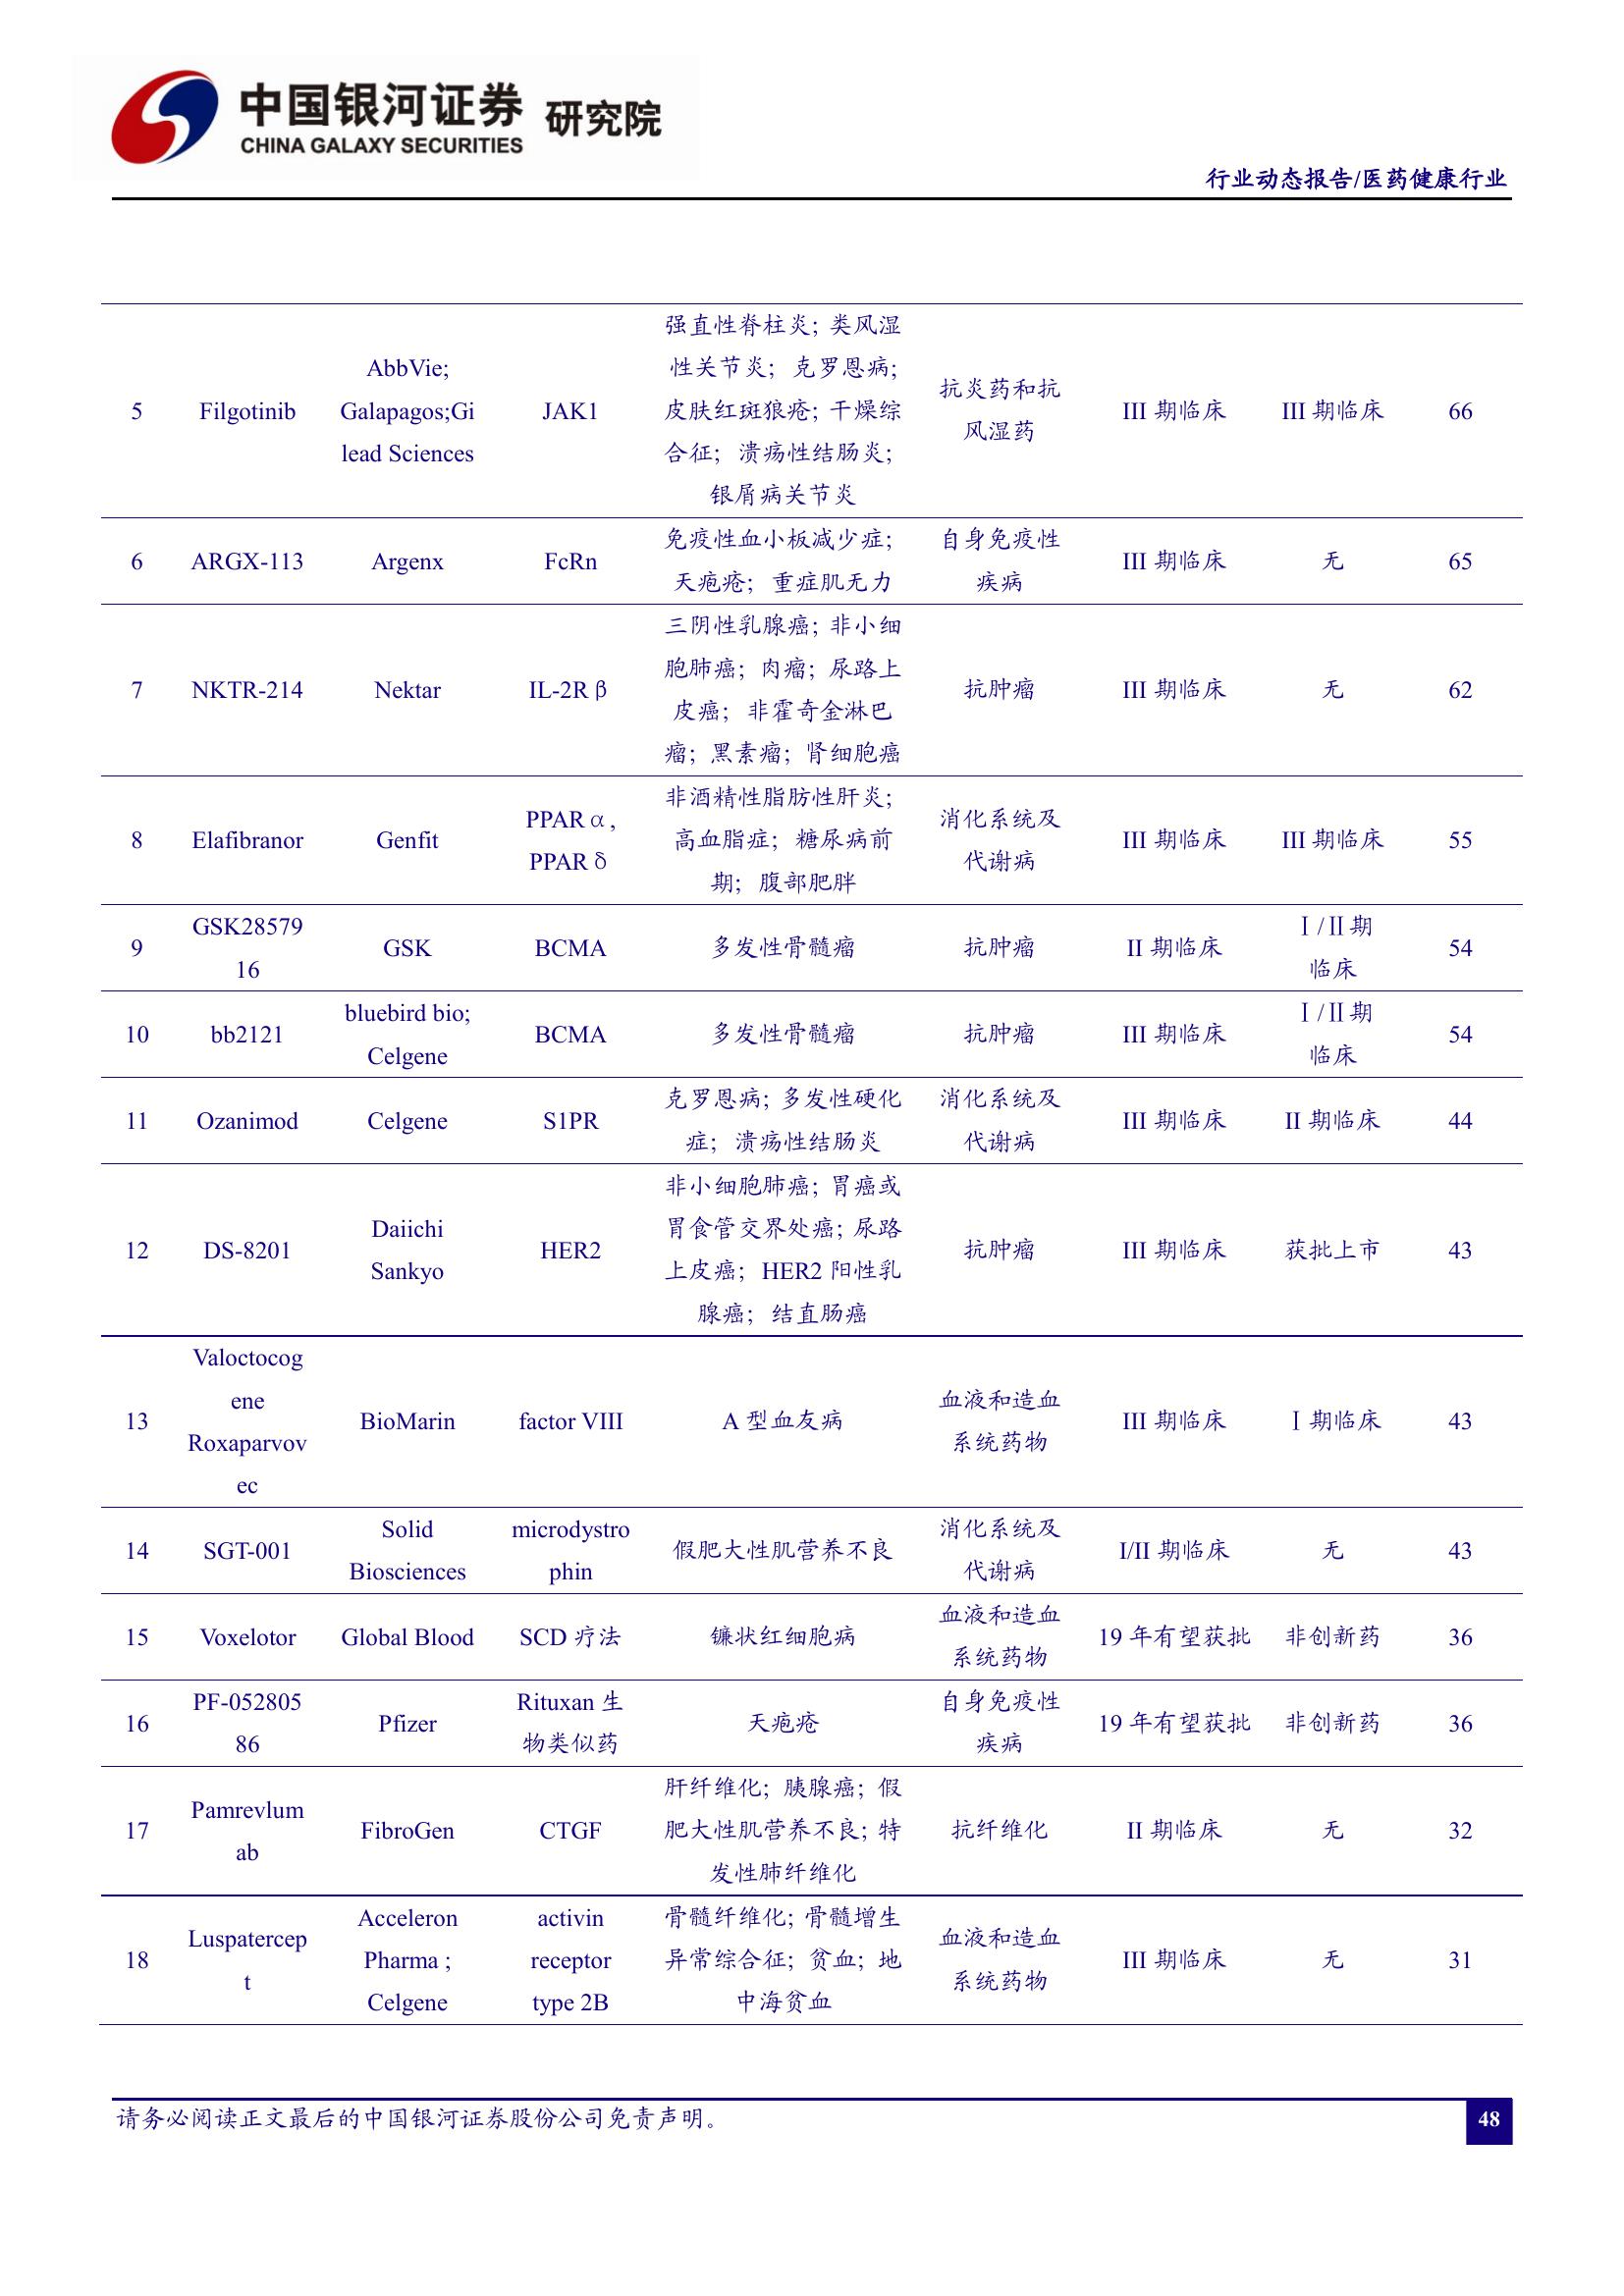 中国银河证券 研究院
CHINA GALAXY SECURITIES
行业动态报告/医药健康行业
强直性脊柱炎；类风湿
AbbVie;
性关节炎；克罗恩病；
抗炎药和抗
5 Filgotinib Galapagos;Gi JAK1 皮肤红斑狼疮；干燥综 III 期临床 III 期临床 66
风湿药
lead Sciences 合征；溃疡性结肠炎；
银屑病关节炎
免疫性血小板减少症； 自身免疫性
6 ARGX-113 Argenx FcRn III 期临床 无 65
天疱疮；重症肌无力 疾病
三阴性乳腺癌；非小细
胞肺癌；肉瘤；尿路上
7 NKTR-214 Nektar IL-2Rβ 抗肿瘤 III 期临床 无 62
皮癌；非霍奇金淋巴
瘤；黑素瘤；肾细胞癌
非酒精性脂肪性肝炎；
PPARα, 消化系统及
8 Elafibranor Genfit 高血脂症；糖尿病前 III 期临床 III 期临床 55
PPARδ 代谢病
期；腹部肥胖
GSK28579 Ⅰ/Ⅱ期
9 GSK BCMA 多发性骨髓瘤 抗肿瘤 II 期临床 54
16 临床
bluebird bio; Ⅰ/Ⅱ期
10 bb2121 BCMA 多发性骨髓瘤 抗肿瘤 III 期临床 54
Celgene 临床
克罗恩病；多发性硬化 消化系统及
11 Ozanimod Celgene S1PR III 期临床 II 期临床 44
症；溃疡性结肠炎 代谢病
非小细胞肺癌；胃癌或
Daiichi 胃食管交界处癌；尿路
12 DS-8201 HER2 抗肿瘤 III 期临床 获批上市 43
Sankyo 上皮癌；HER2 阳性乳
腺癌；结直肠癌
Valoctocog
ene 血液和造血
13 BioMarin factor VIII A 型血友病 III 期临床 Ⅰ期临床 43
Roxaparvov 系统药物
ec
Solid microdystro 消化系统及
14 SGT-001 假肥大性肌营养不良 I/II 期临床 无 43
Biosciences phin 代谢病
血液和造血
15 Voxelotor Global Blood SCD 疗法 镰状红细胞病 19 年有望获批 非创新药 36
系统药物
PF-052805 Rituxan 生 自身免疫性
16 Pfizer 天疱疮 19 年有望获批 非创新药 36
86 物类似药 疾病
肝纤维化；胰腺癌；假
Pamrevlum
17 FibroGen CTGF 肥大性肌营养不良；特 抗纤维化 II 期临床 无 32
ab
发性肺纤维化
Acceleron activin 骨髓纤维化；骨髓增生
Luspatercep 血液和造血
18 Pharma ; receptor 异常综合征；贫血；地 III 期临床 无 31
t 系统药物
Celgene type 2B 中海贫血
请务必阅读正文最后的中国银河证券股份公司免责声明。
48